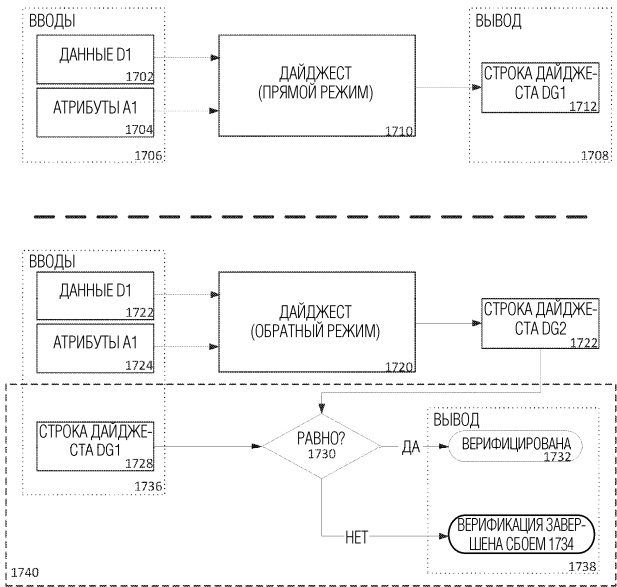 ВВОДЫ
ДАННЫЕ D1
1702
АТРИБУТЫ A1
1704
1706
ДАЙДЖЕСТ
(ПРЯМОЙ РЕЖИМ)
1710
ВЫВОД
СТРОКА ДАЙДЖЕ-
СТА DG1
1712
1708
ВВОДЫ
ДАННЫЕ D1
1722
АТРИБУТЫ A1
1724
ДАЙДЖЕСТ
(ОБРАТНЫЙ РЕЖИМ)
1720
СТРОКА ДАЙДЖЕ-
СТА DG2
1722
СТРОКА ДАЙДЖЕ-
СТА DG1
1728
1736
РАВНО?
1730
ДА
НЕТ
ВЫВОД
ВЕРИФИЦИРОВАНА
1732
ВЕРИФИКАЦИЯ ЗАВЕР-
ШЕНА СБОЕМ 1734
1738
1740